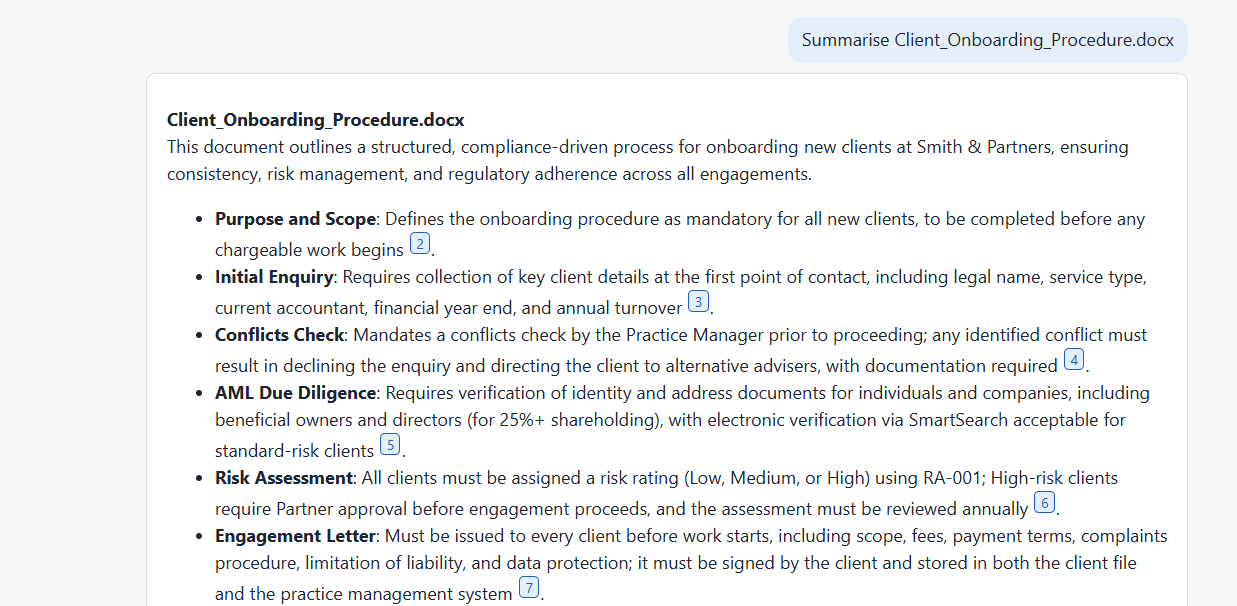 Summarise Client_Onboarding_Procedure.docx
Client_Onboarding_Procedure.docx
This document outlines a structured, compliance-driven process for onboarding new clients at Smith & Partners, ensuring
consistency, risk management, and regulatory adherence across all engagements.
• Purpose and Scope: Defines the onboarding procedure as mandatory for all new clients, to be completed before any
chargeable work begins 2.
• Initial Enquiry: Requires collection of key client details at the first point of contact, including legal name, service type,
current accountant, financial year end, and annual turnover 3.
• Conflicts Check: Mandates a conflicts check by the Practice Manager prior to proceeding; any identified conflict must
result in declining the enquiry and directing the client to alternative advisers, with documentation required 4.
• AML Due Diligence: Requires verification of identity and address documents for individuals and companies, including
beneficial owners and directors (for 25%+ shareholding), with electronic verification via SmartSearch acceptable for
standard-risk clients 5.
• Risk Assessment: All clients must be assigned a risk rating (Low, Medium, or High) using RA-001; High-risk clients
require Partner approval before engagement proceeds, and the assessment must be reviewed annually 6.
• Engagement Letter: Must be issued to every client before work starts, including scope, fees, payment terms, complaints
procedure, limitation of liability, and data protection; it must be signed by the client and stored in both the client file
and the practice management system 7.